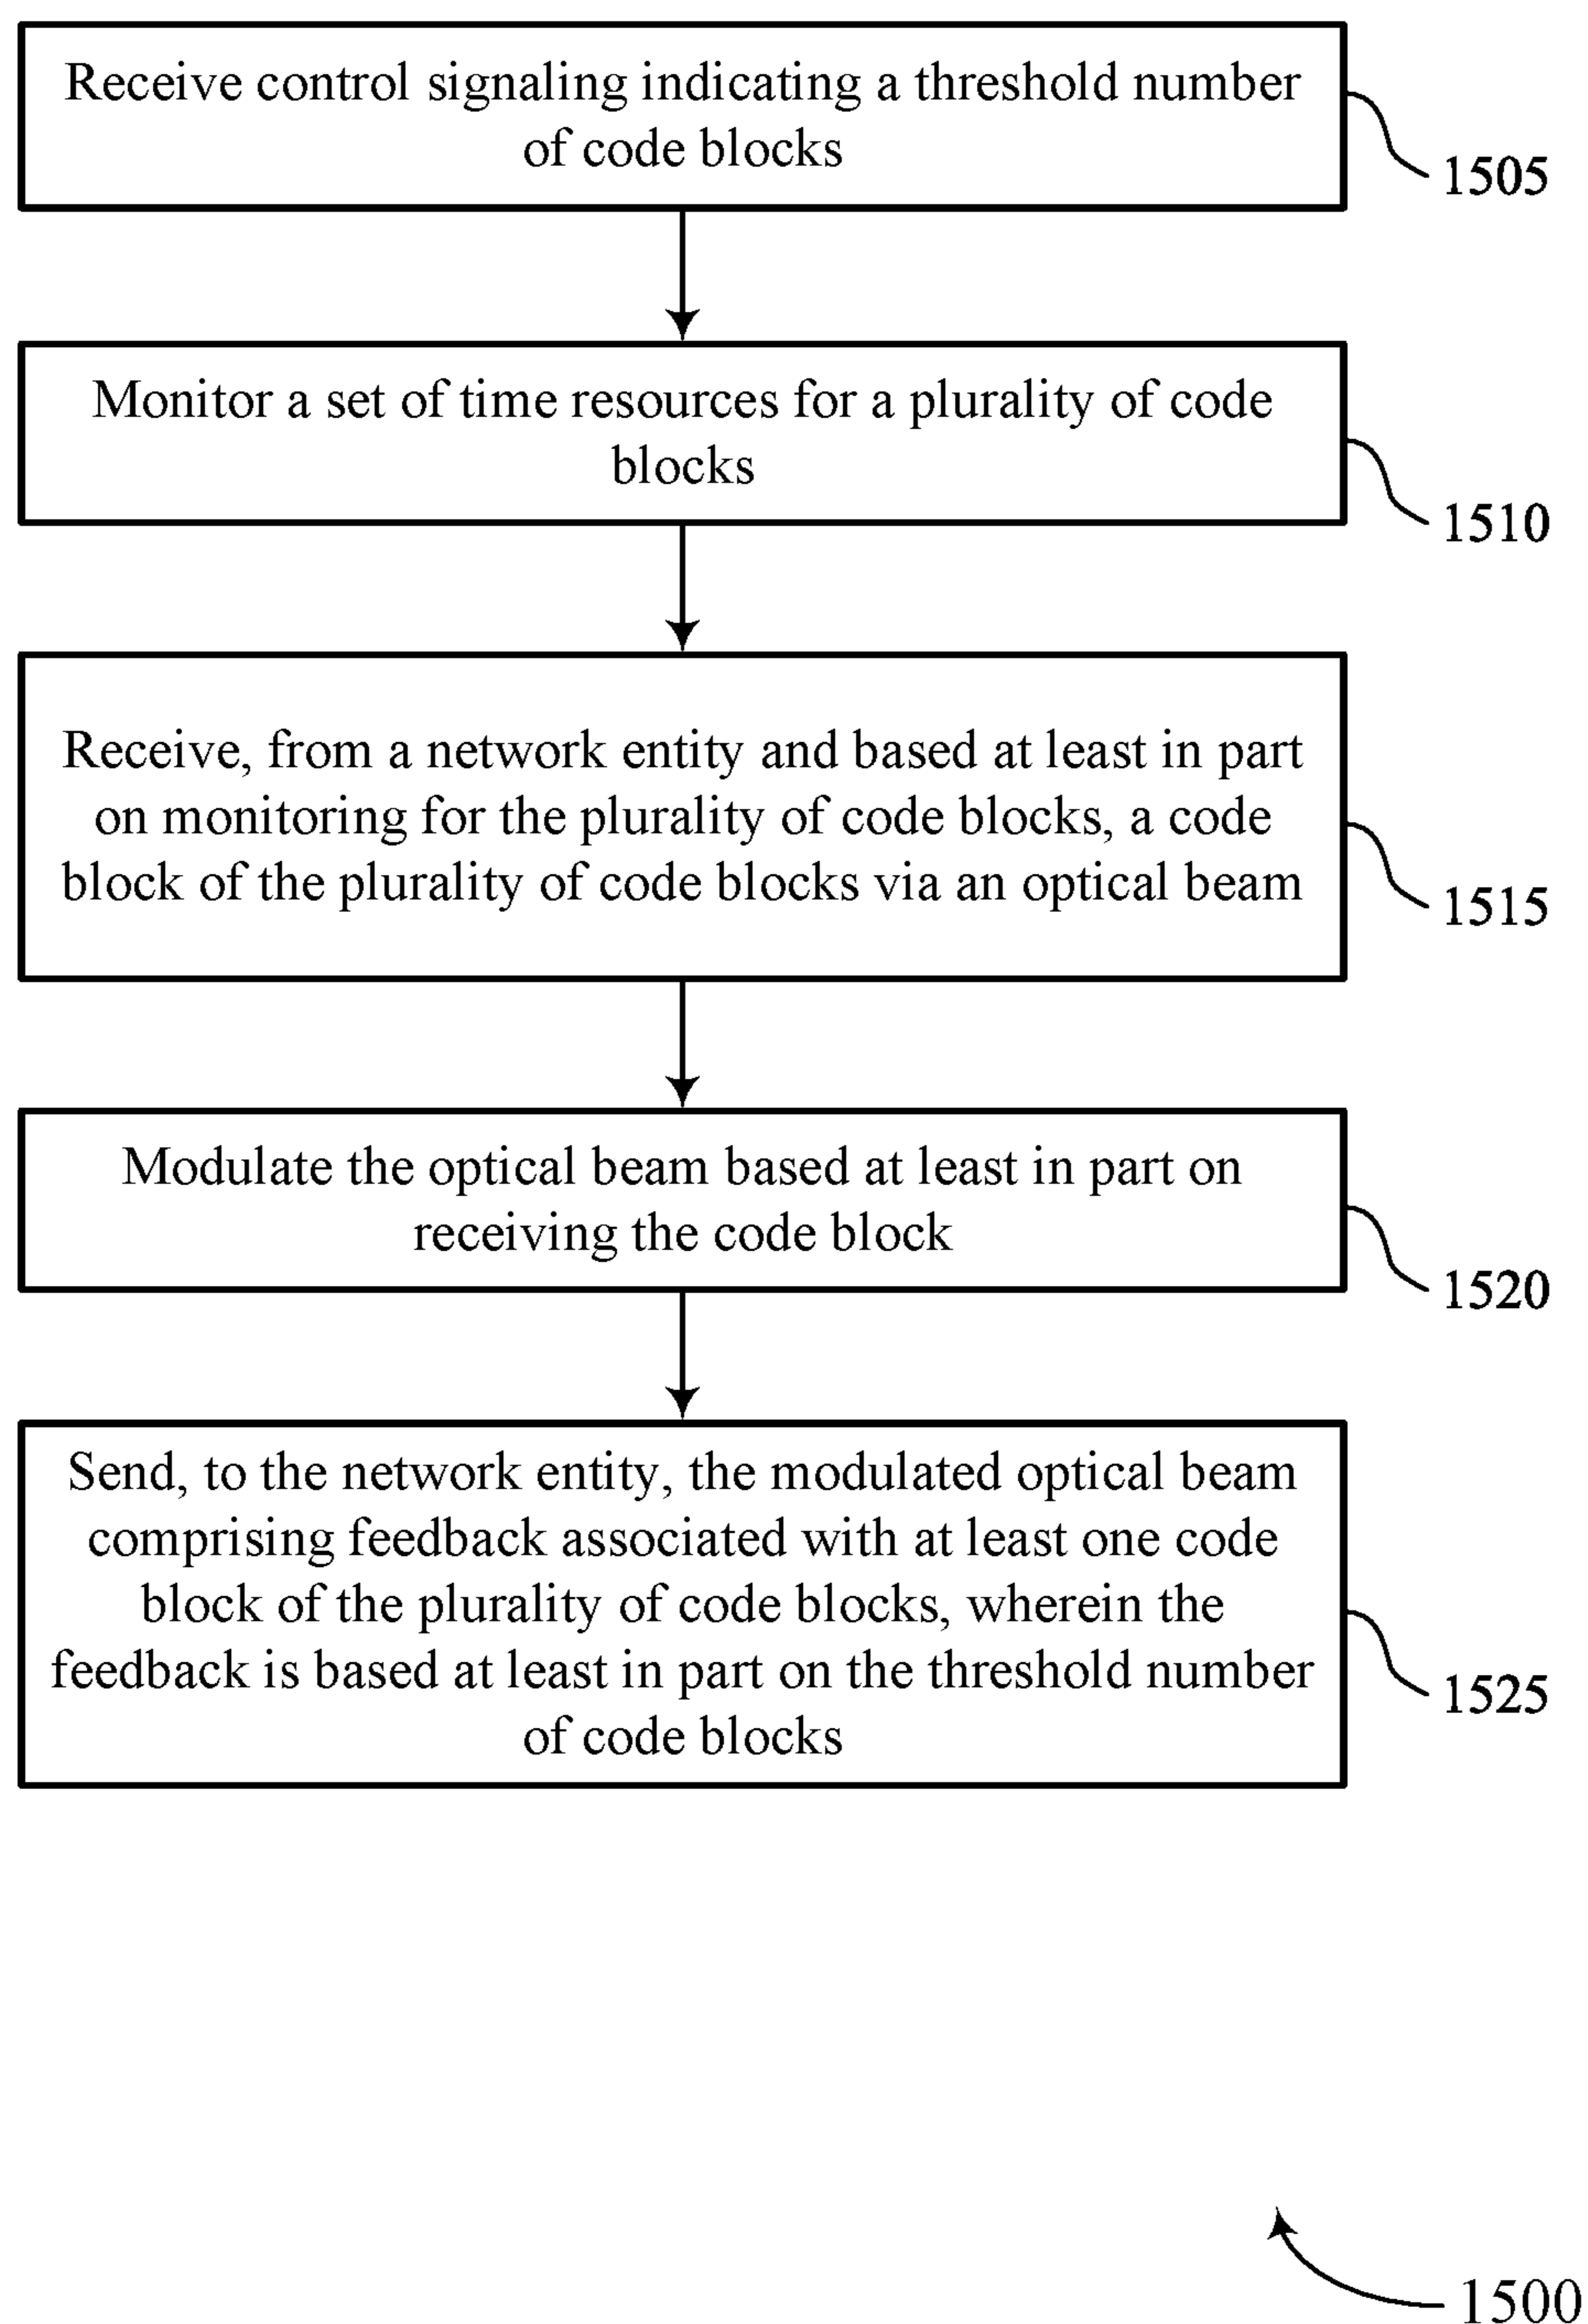 Receive control signaling indicating a threshold number
of code blocks
1505
Monitor a set of time resources for a plurality of code
blocks
1510
Receive, from a network entity and based at least in part
on monitoring for the plurality of code blocks, a code
block of the plurality of code blocks via an optical beam
1515
Modulate the optical beam based at least in part on
receiving the code block
1520
Send, to the network entity, the modulated optical beam
comprising feedback associated with at least one code
block of the plurality of code blocks, wherein the
feedback is based at least in part on the threshold number
of code blocks
1525
1500